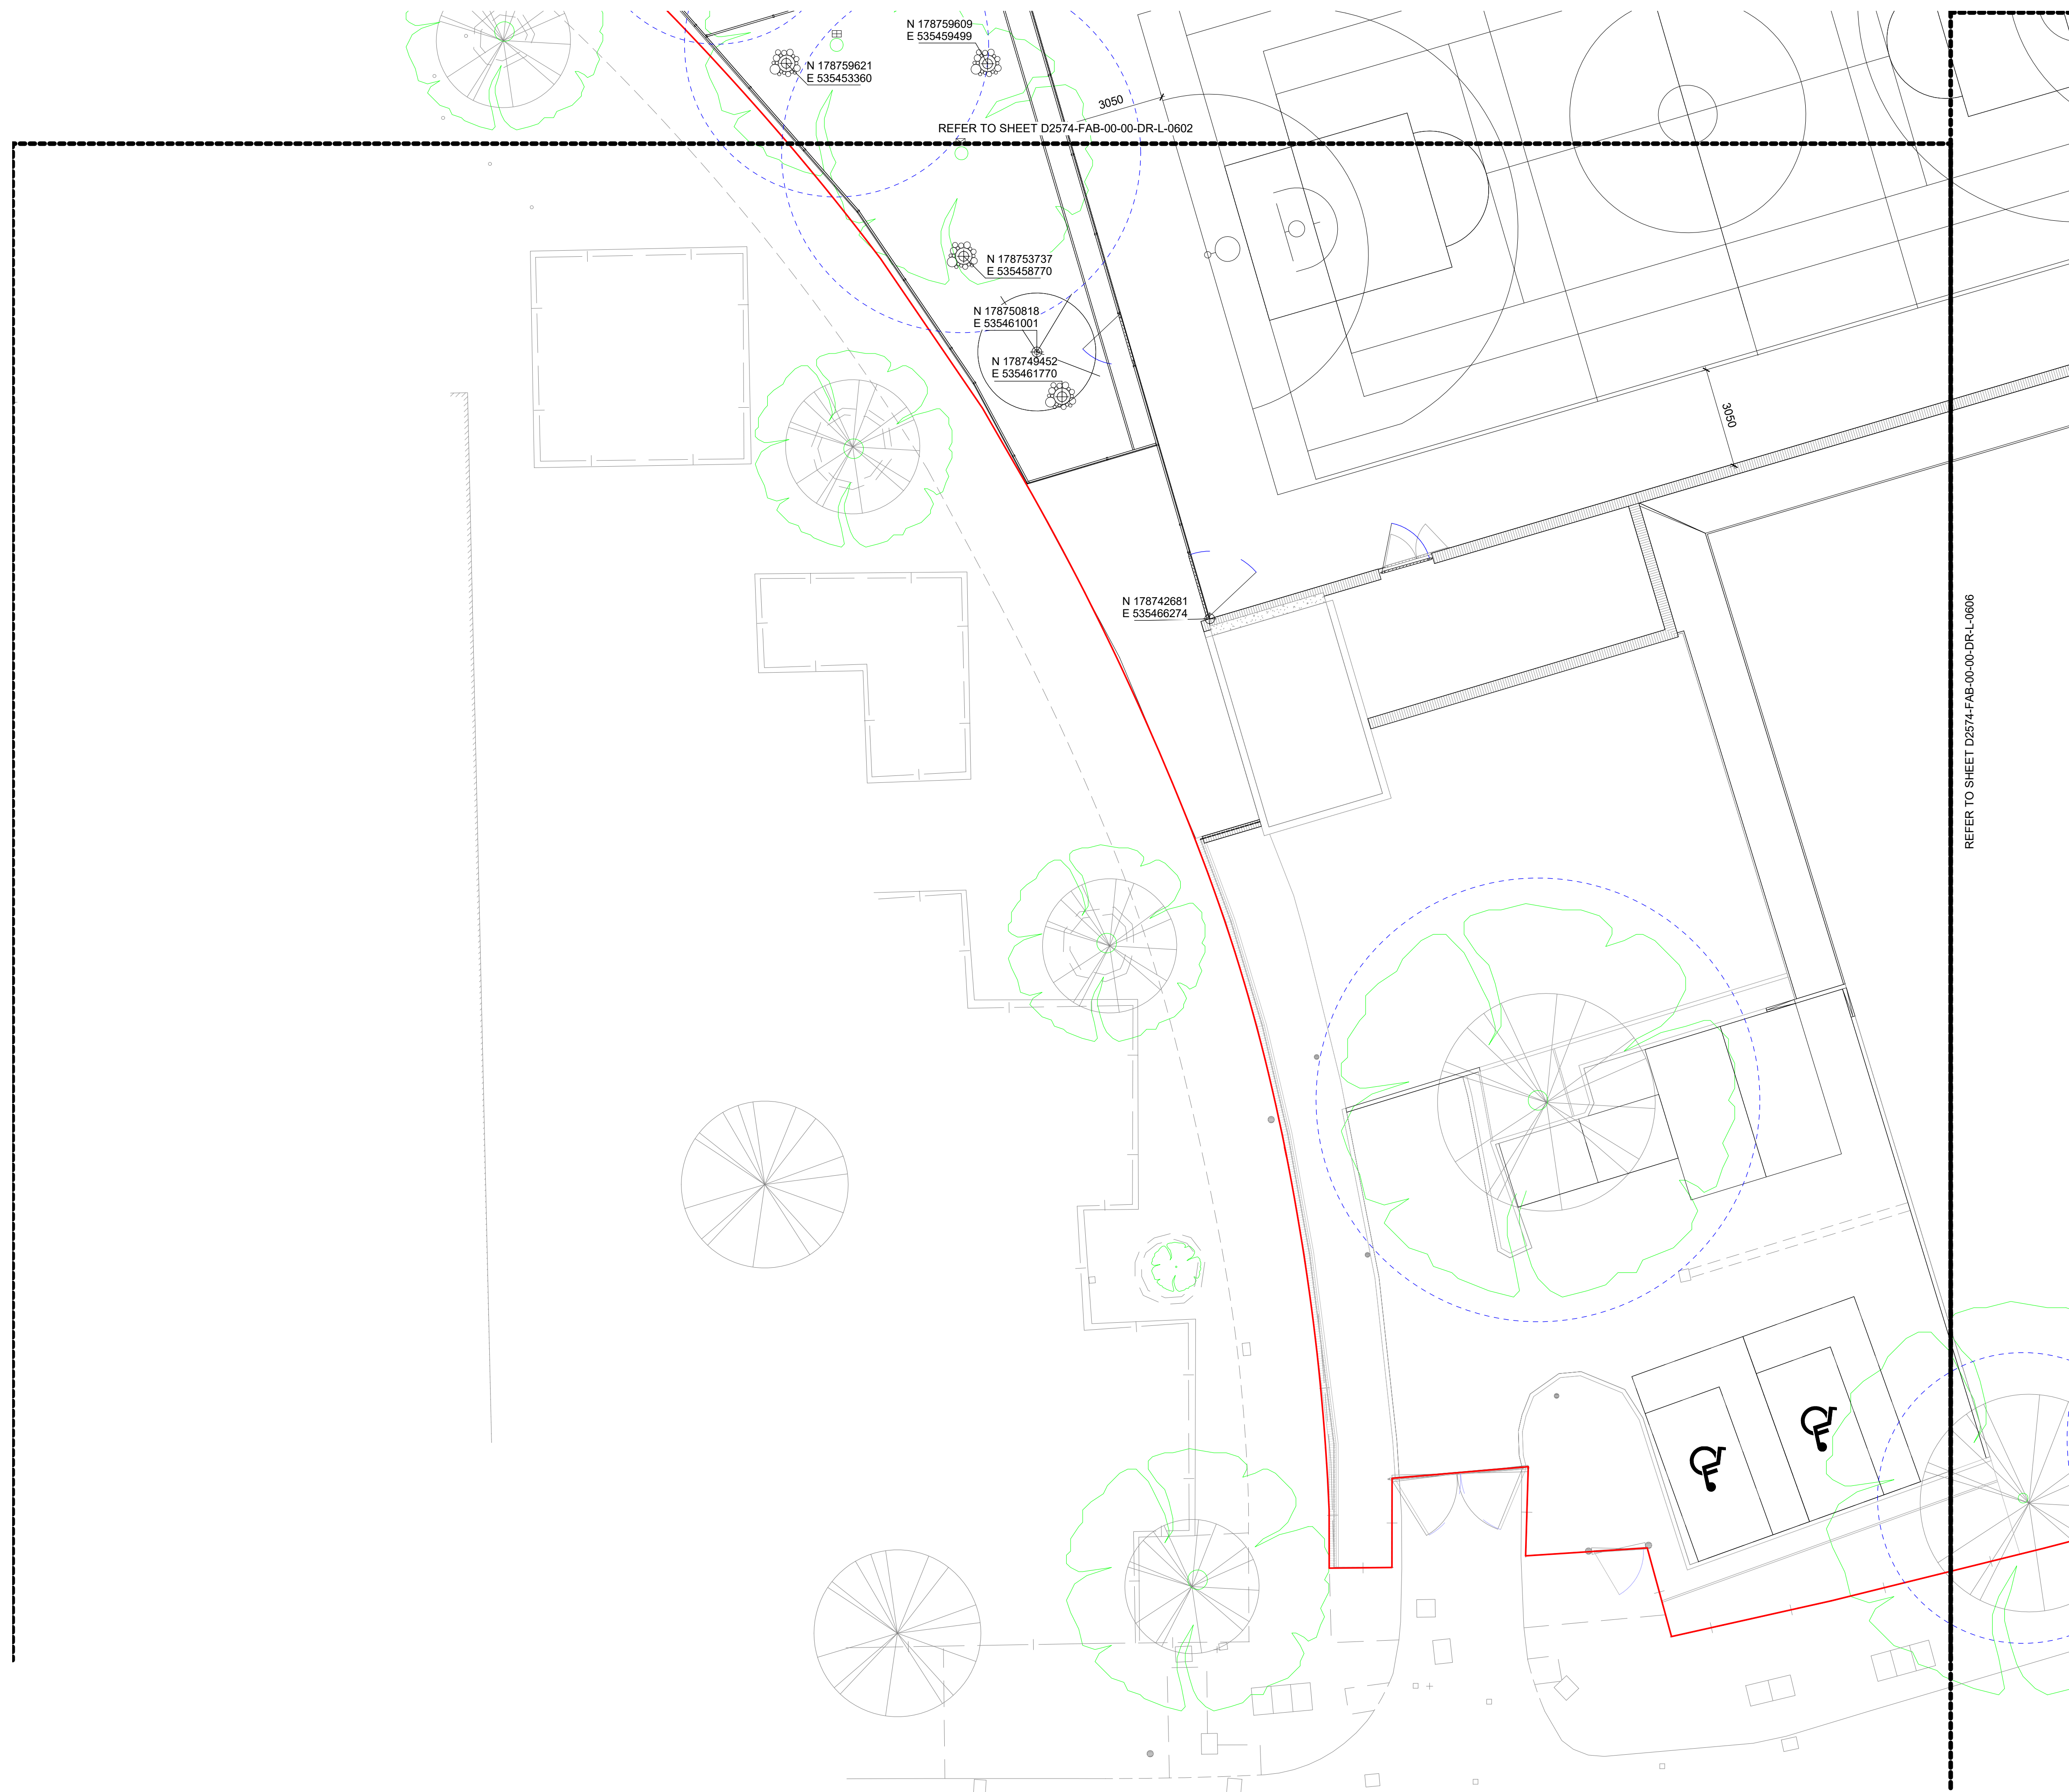 N 178759609
E 535459499
N 178759621
E 535453360
3050
REFER TO SHEET D2574-FAB-00-00-DR-L-0602
N 178753737
E 535458770
N 178750818
E 535461001
N 178749452
E 535461770
3050
N 178742681
E 535466274
REFER TO SHEET D2574-FAB-00-00-DR-L-0606